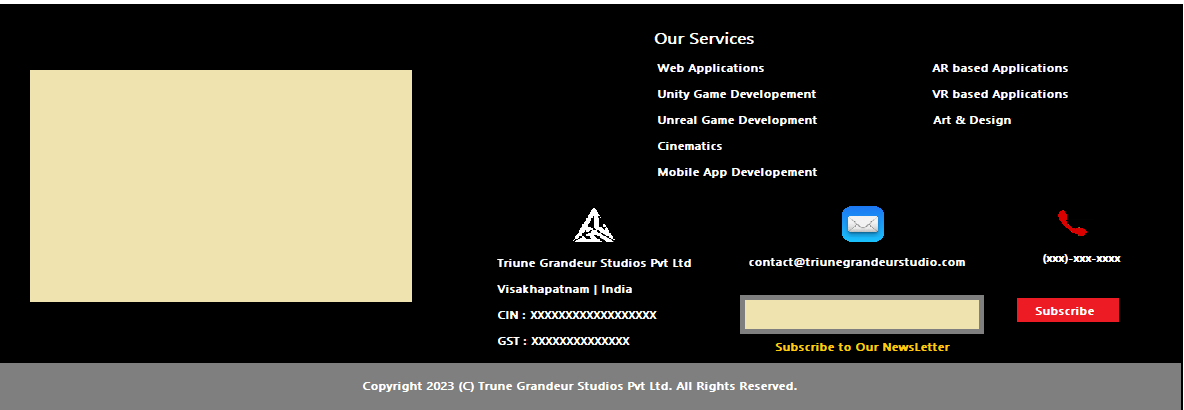 Our Services
Web Applications
AR based Applications
Unity Game Developement
VR based Applications
Unreal Game Development
Art & Design
Cinematics
Mobile App Developement
Triune Grandeur Studios Pvt Ltd
contact@triunegrandeurstudio.com
(xxx)-xxx-xxxx
Visakhapatnam | India
CIN : XXXXXXXXXXXXXXXXXX
Subscribe
GST : XXXXXXXXXXXXXX
Subscribe to Our NewsLetter
Copyright 2023 (C) Trune Grandeur Studios Pvt Ltd. All Rights Reserved.